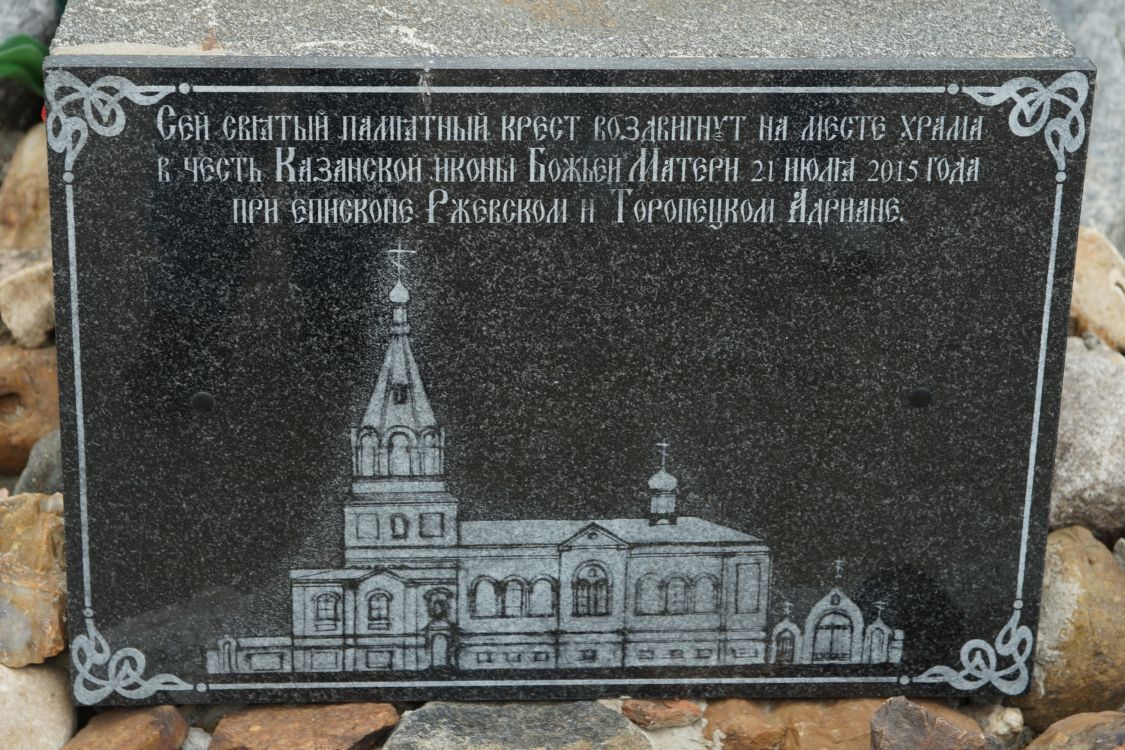 Сей святый памятный крест воздвигнут на месте храма
в честь Казанской иконы Божьей Матери 21 июля 2015 года
при епископе Ржевском и Торопецком Адриане.